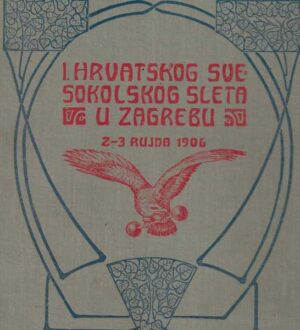 I. HRVATSKOG SVE-
SOKOLSKOG SLETA
U ZAGREBU
2-3 RUJNA 1906